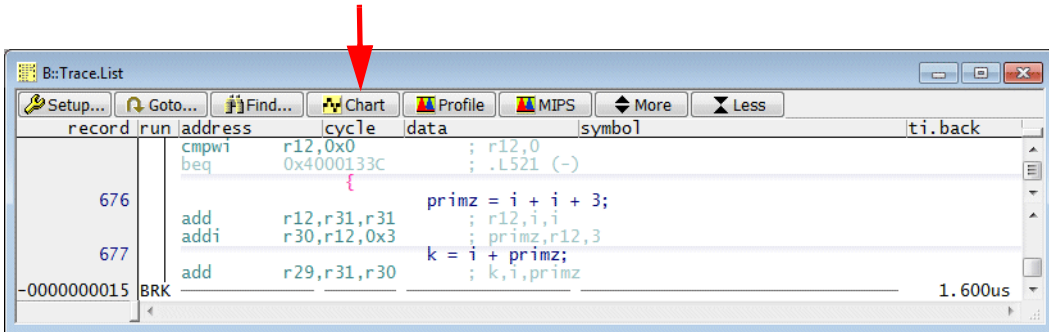 B::Trace.List
Setup... Goto... Find... Chart Profile MIPS More Less
record run address cycle data symbol ti.back
cmpwi r12,0x0 ; r12,0
beq 0x4000133C ; .L521 (-)
{
676 primz = i + i + 3;
add r12,r31,r31 ; r12,i,i
addi r30,r12,0x3 ; primz,r12,3
677 k = i + primz;
add r29,r31,r30 ; k,i,primz
-0000000015 BRK 1.600us